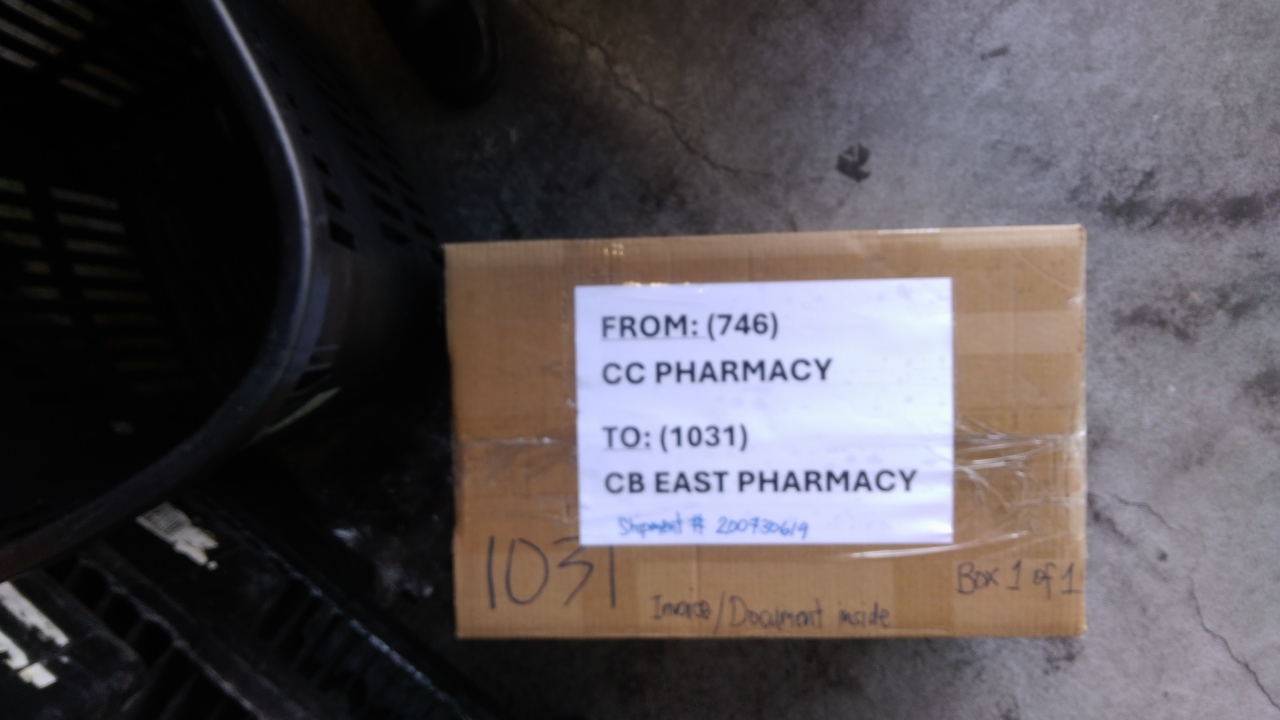 FROM: (746)
CC PHARMACY
TO: (1031)
CB EAST PHARMACY
Shipment # 200730619
1031
Invoice/Document inside
Box 1 of 1